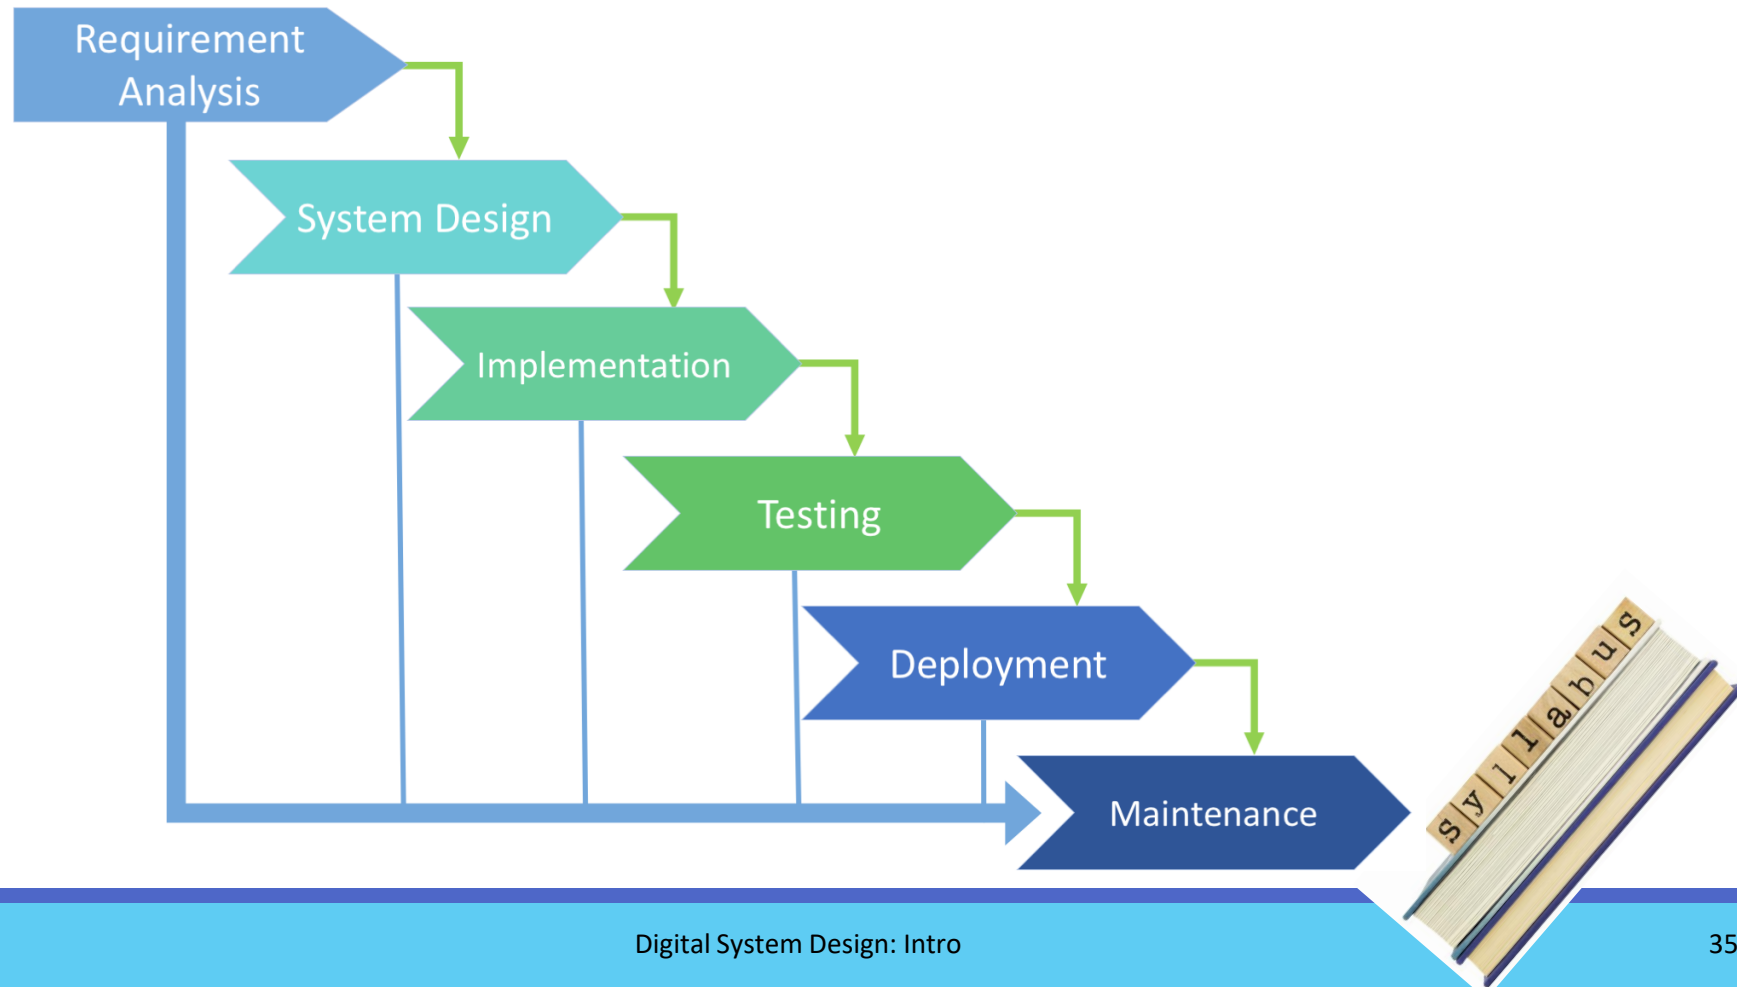 Requirement
Analysis
System Design
Implementation
Testing
Deployment
Maintenance
syllabus
Digital System Design: Intro
35